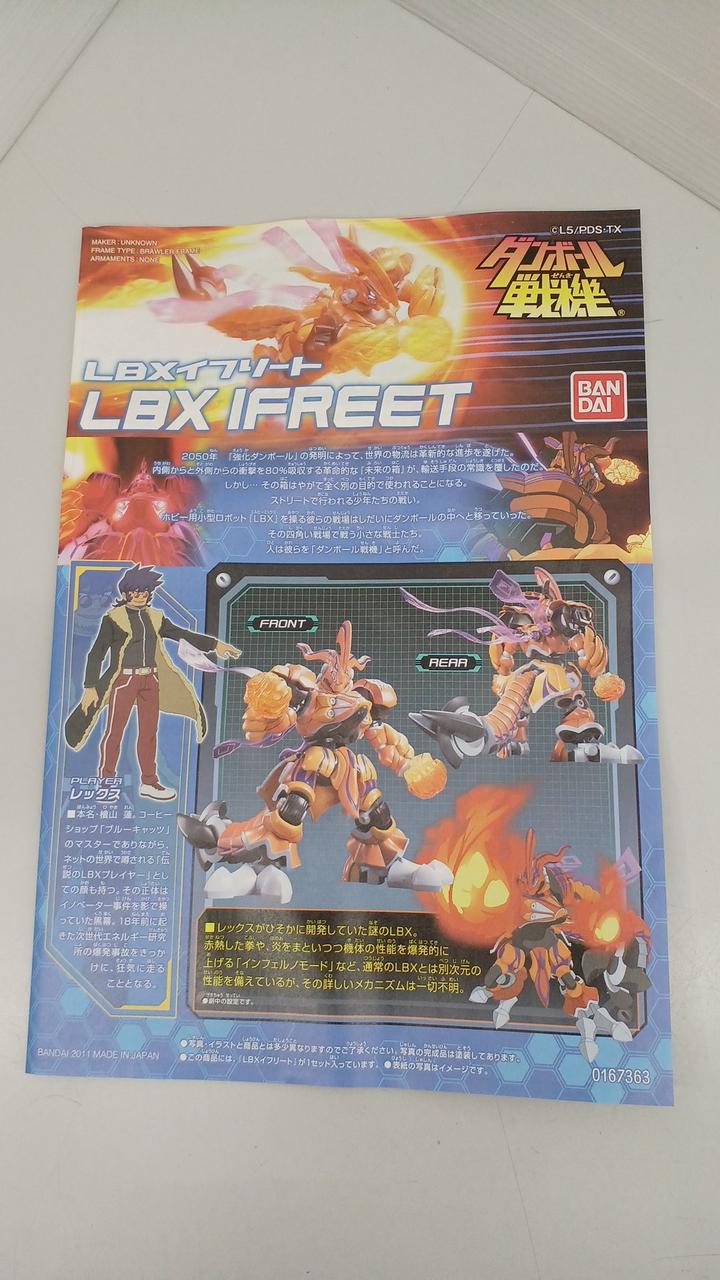 MAKER : UNKNOWN
FRAME TYPE : BRAWLER FRAME
ARMAMENTS : NONE
©L5/PDS・TX
ダンボール
戦機
せんき
®
LBXイフリート
LBX IFREET
BAN
DAI
2050年 「強化ダンボール」の発明によって、世界の物流は革新的な進歩を遂げた。
内側からと外側からの衝撃を80%吸収する革命的な「未来の箱」が、輸送手段の常識を覆したのだ。
しかし… その箱はやがて全く別の目的で使われることになる。
ストリートで行われる少年たちの戦い。
ホビー用小型ロボット「LBX」を操る彼らの戦場はしだいにダンボールの中へと移っていった。
その四角い戦場で戦う小さな戦士たち。
人は彼らを「ダンボール戦機」と呼んだ。
FRONT
REAR
PLAYER
レックス
■本名・檜山 蓮。コーヒー
ショップ「ブルーキャッツ」
のマスターでありながら、
ネットの世界で噂される「伝
説のLBXプレイヤー」とし
ての顔も持つ。その正体は
イノベーター事件を影で操
っていた黒幕。18年前に起
きた次世代エネルギー研究
所の爆発事故をきっか
けに、狂気に走る
こととなる。
■レックスがひそかに開発していた謎のLBX。
赤熱した拳や、炎をまといつつ機体の性能を爆発的に
上げる「インフェルノモード」など、通常のLBXとは別次元の
性能を備えているが、その詳しいメカニズムは一切不明。
●劇中の設定です。
●写真・イラストと商品とは多少異なりますのでご了承ください。写真の完成品は塗装してあります。
●この商品には、「LBXイフリート」が1セット入っています。●表紙の写真はイメージです。
BANDAI 2011 MADE IN JAPAN
0167363